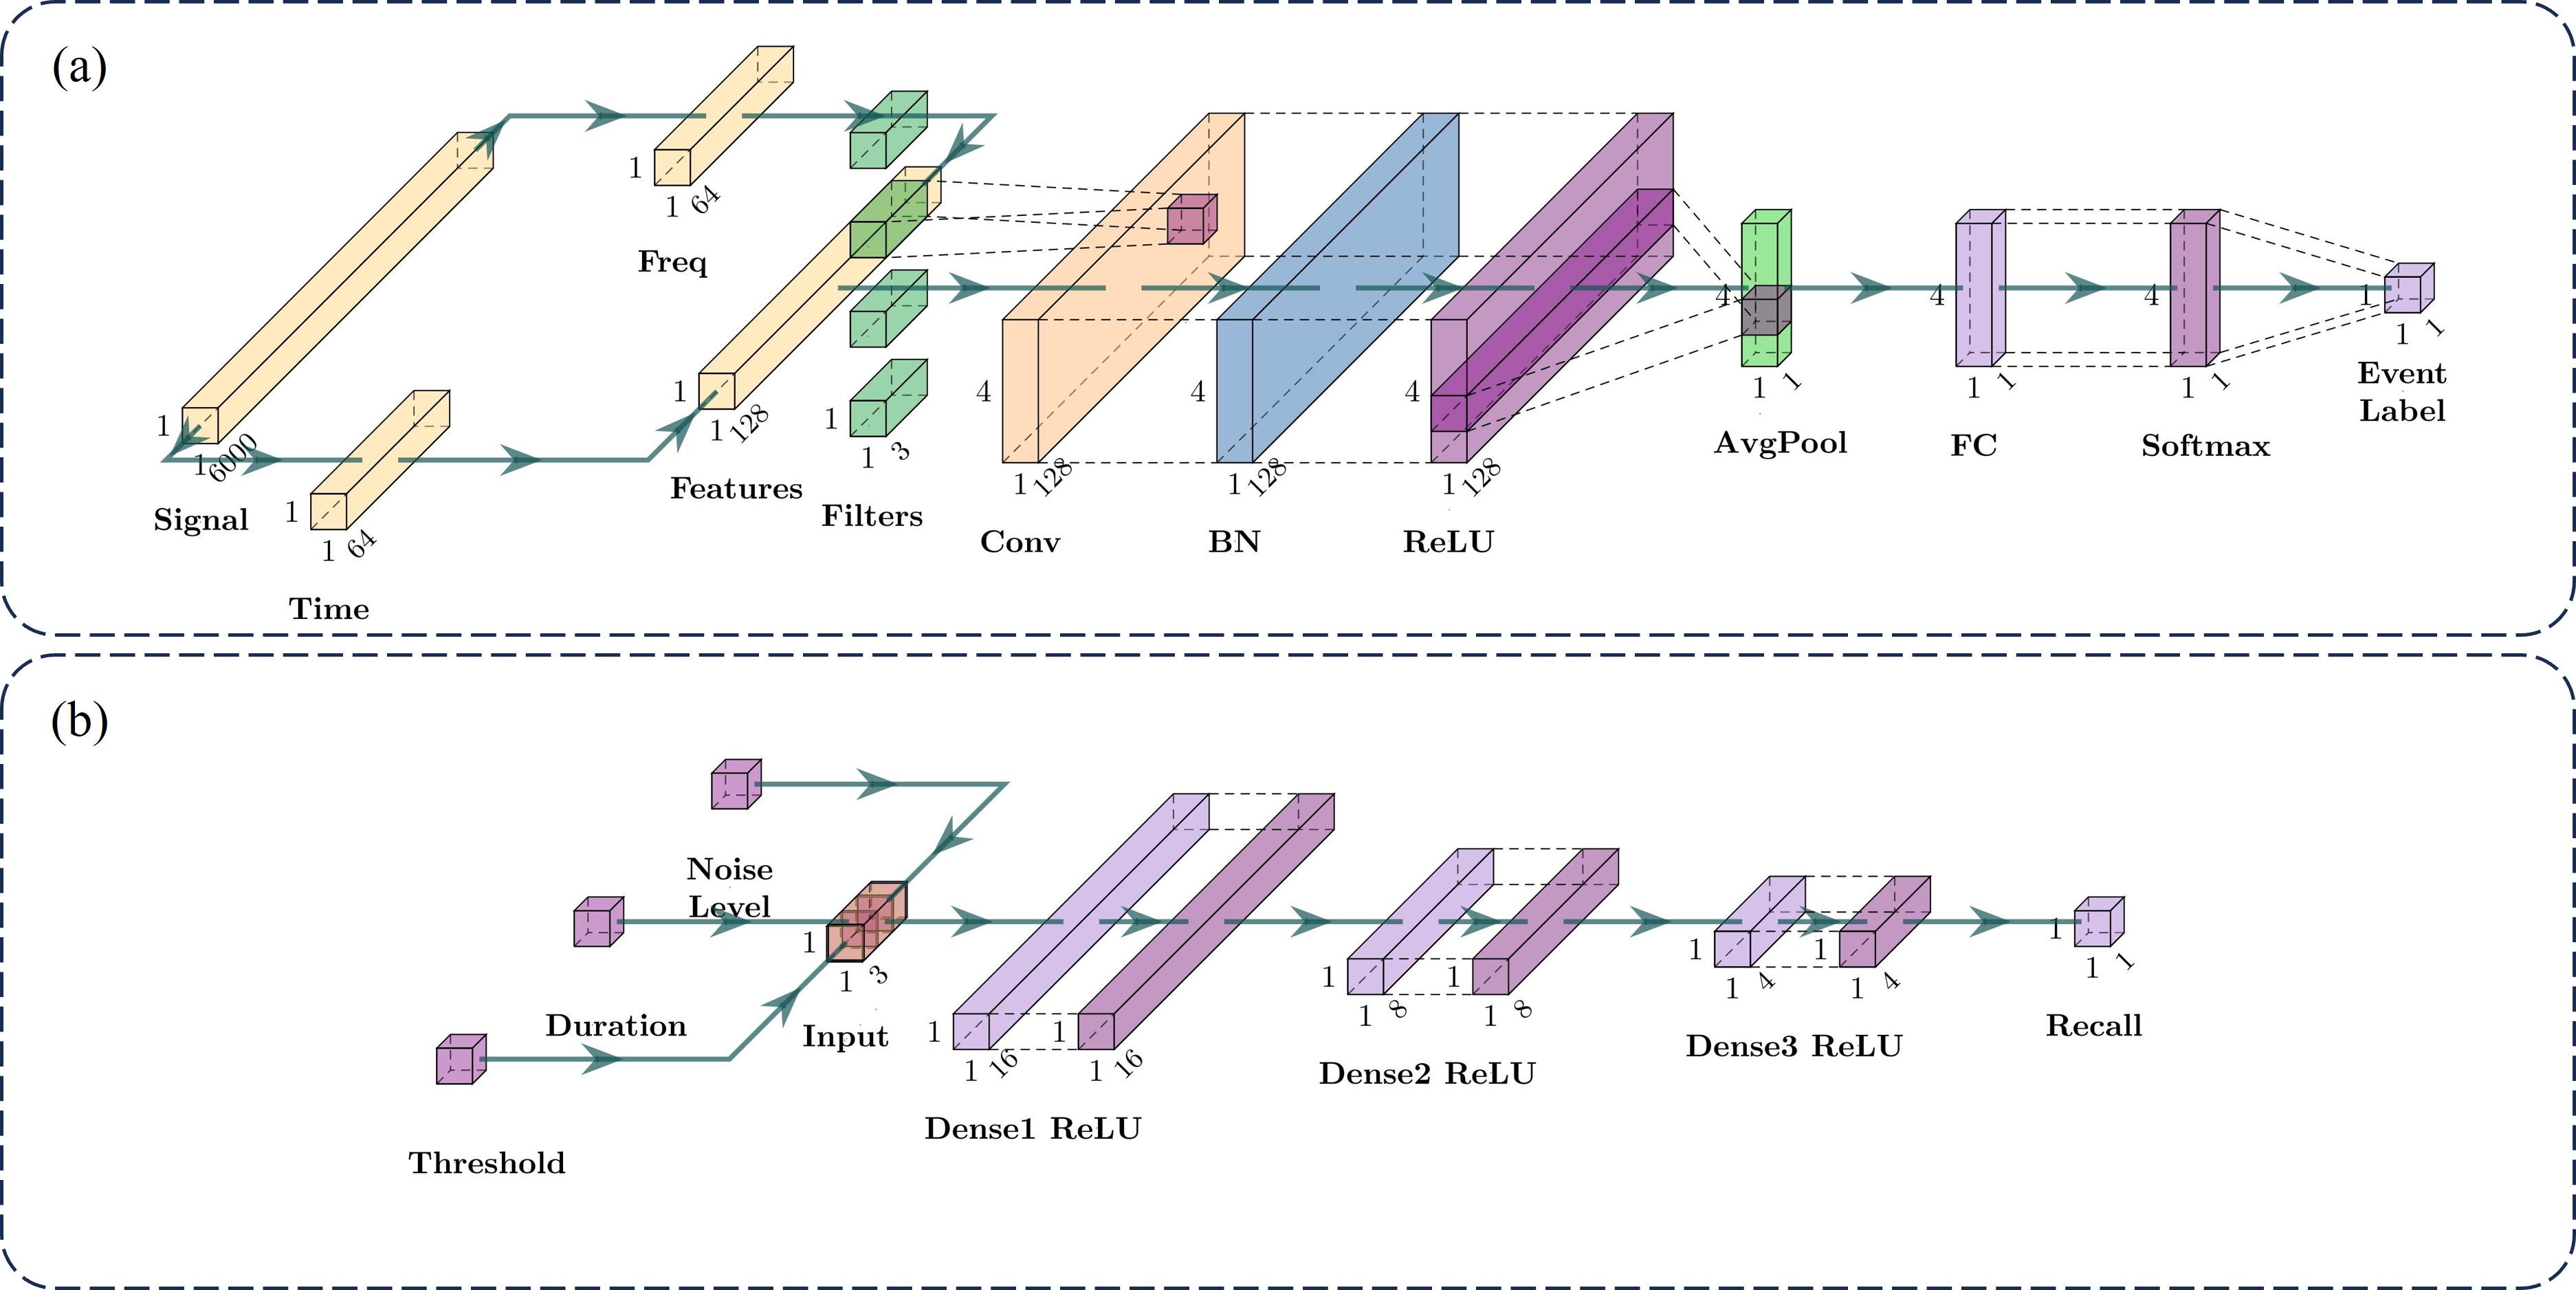 (a)
1
1 6000
Signal
1
1 64
Time
1
1 64
Freq
1
1 128
Features
1
1 3
Filters
4
1 128
Conv
4
1 128
BN
4
1 128
ReLU
4
1 1
AvgPool
4
1 1
FC
4
1 1
Softmax
1
1 1
Event
Label
(b)
Noise
Level
Duration
Threshold
1
1 3
Input
1
1 16
1
1 16
Dense1 ReLU
1
1 8
1
1 8
Dense2 ReLU
1
1 4
1
1 4
Dense3 ReLU
1
1 1
Recall